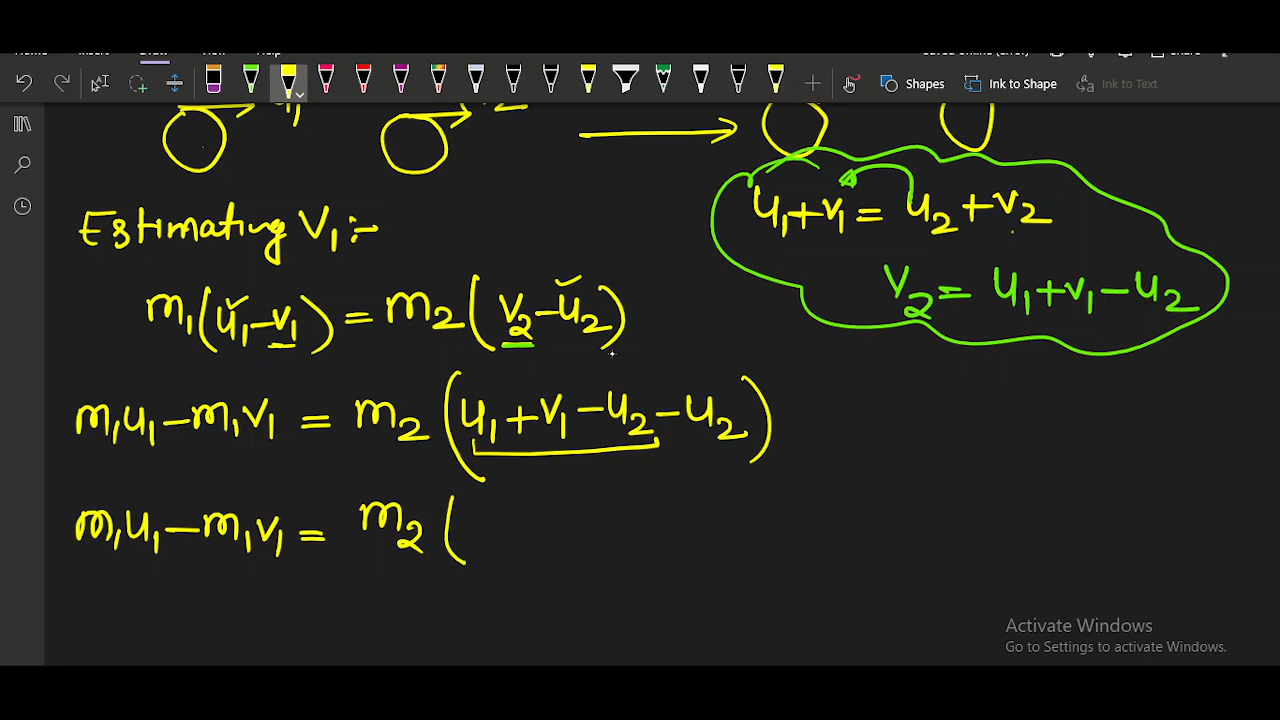 Shapes Ink to Shape Ink to Text
Estimating V₁:-
u₁+v₁= u₂+v₂
v₂= u₁+v₁-u₂
m₁(u₁-v₁) = m₂(v₂-u₂)
m₁u₁-m₁v₁ = m₂(u₁+v₁-u₂-u₂)
m₁u₁-m₁v₁= m₂(
Activate Windows
Go to Settings to activate Windows.